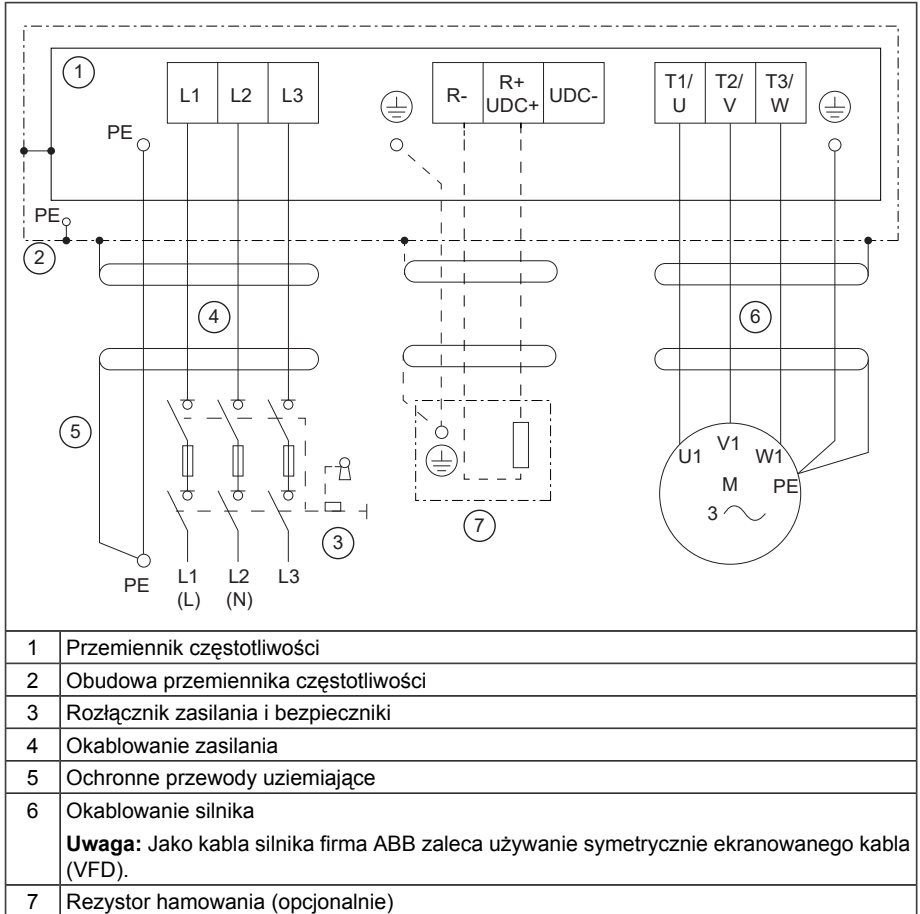 1
L1 L2 L3
R- R+ UDC+ UDC-
T1/ U T2/ V T3/ W
PE
PE
2
4
6
5
U1 V1 W1
M PE
3
7
3
PE
L1 (L) L2 (N) L3
1 Przemiennik częstotliwości
2 Obudowa przemiennika częstotliwości
3 Rozłącznik zasilania i bezpieczniki
4 Okablowanie zasilania
5 Ochronne przewody uziemiające
6 Okablowanie silnika
Uwaga: Jako kabla silnika firma ABB zaleca używanie symetrycznie ekranowanego kabla
(VFD).
7 Rezystor hamowania (opcjonalnie)